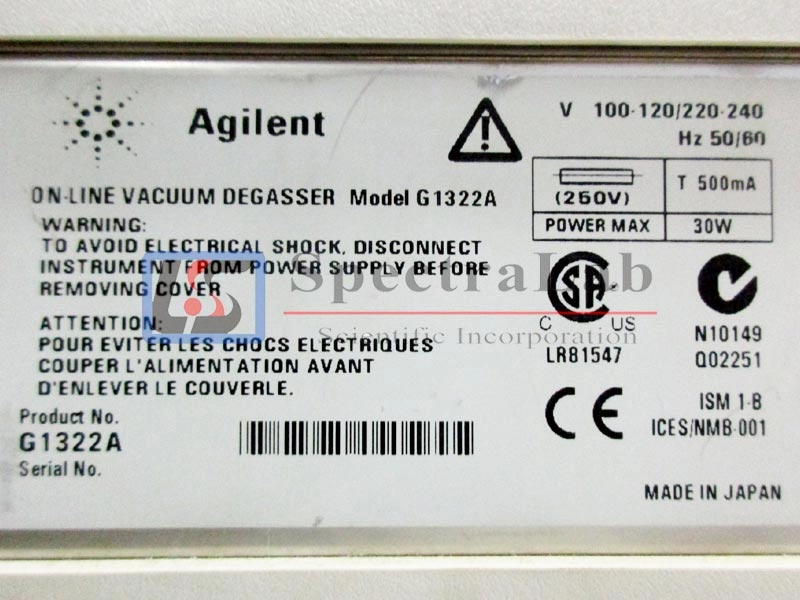 Agilent
V 100-120/220-240
Hz 50/60
ON-LINE VACUUM DEGASSER Model G1322A
(250V)
T 500mA
POWER MAX
30W
WARNING:
TO AVOID ELECTRICAL SHOCK, DISCONNECT
INSTRUMENT FROM POWER SUPPLY BEFORE
REMOVING COVER
ATTENTION:
POUR EVITER LES CHOCS ELECTRIQUES
COUPER L'ALIMENTATION AVANT
D'ENLEVER LE COUVERLE.
SpectraLab
Scientific Incorporation
SA
C US
LR81547
N10149
Q02251
CE
ISM 1-B
ICES/NMB-001
Product No.
G1322A
Serial No.
MADE IN JAPAN